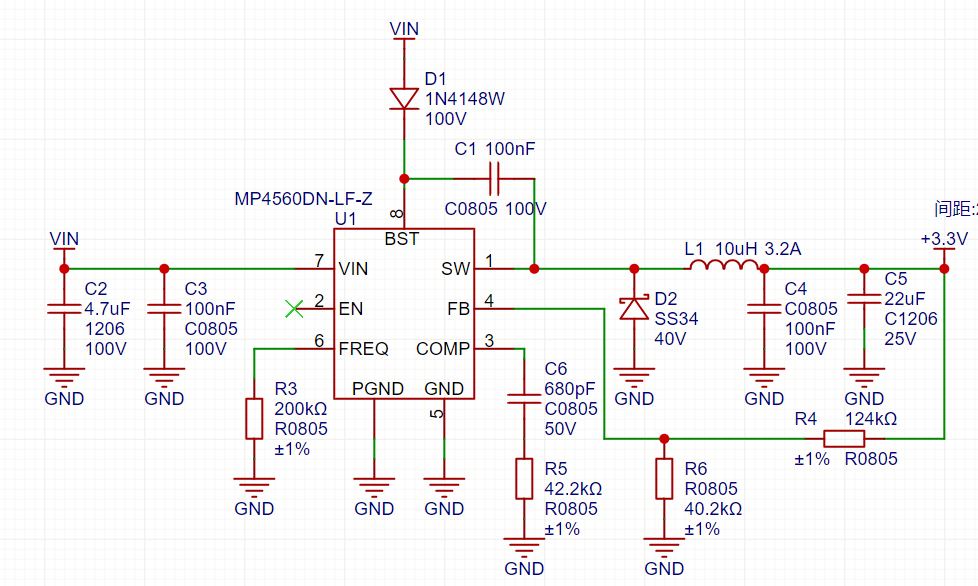 VIN
D1
1N4148W
100V
C1 100nF
C0805 100V
MP4560DN-LF-Z
U1
8
BST
7
VIN
SW
1
2
EN
FB
4
6
FREQ
COMP
3
PGND
GND
5
VIN
C2
4.7uF
1206
100V
GND
C3
100nF
C0805
100V
GND
R3
200kΩ
R0805
±1%
GND
GND
GND
C6
680pF
C0805
50V
R5
42.2kΩ
R0805
±1%
GND
L1 10uH 3.2A
D2
SS34
40V
GND
C4
C0805
100nF
100V
GND
间距:
+3.3V
C5
22uF
C1206
25V
GND
R4 124kΩ
±1% R0805
R6
R0805
40.2kΩ
±1%
GND